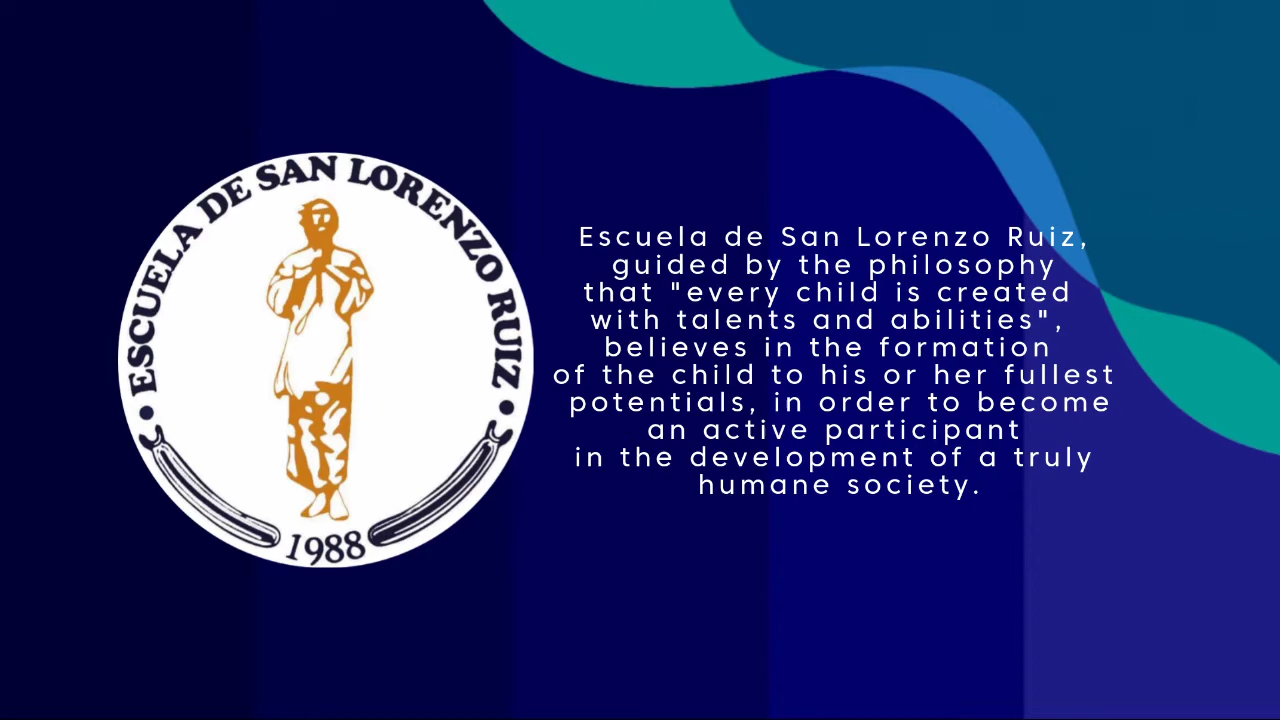 ESCUELA DE SAN LORENZO RUIZ
1988
Escuela de San Lorenzo Ruiz,
guided by the philosophy
that "every child is created
with talents and abilities",
believes in the formation
of the child to his or her fullest
potentials, in order to become
an active participant
in the development of a truly
humane society.